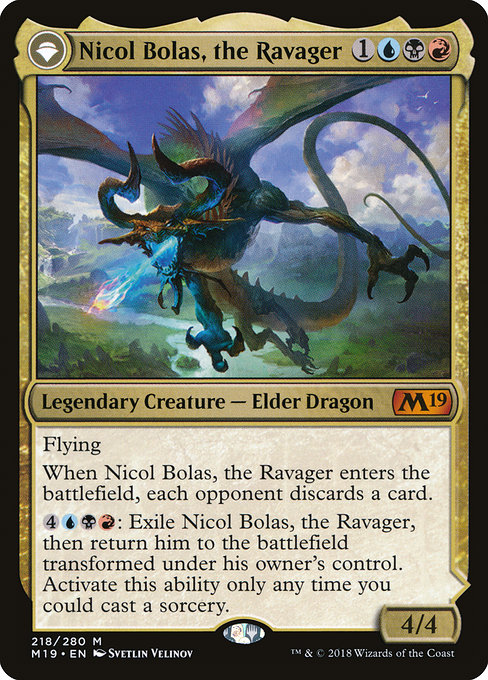 Nicol Bolas, the Ravager 1
Legendary Creature — Elder Dragon M19
Flying
When Nicol Bolas, the Ravager enters the
battlefield, each opponent discards a card.
4: Exile Nicol Bolas, the Ravager,
then return him to the battlefield
transformed under his owner's control.
Activate this ability only any time you
could cast a sorcery.
4/4
218/280 M
M19 • EN Svetlin Velinov
™ & © 2018 Wizards of the Coast